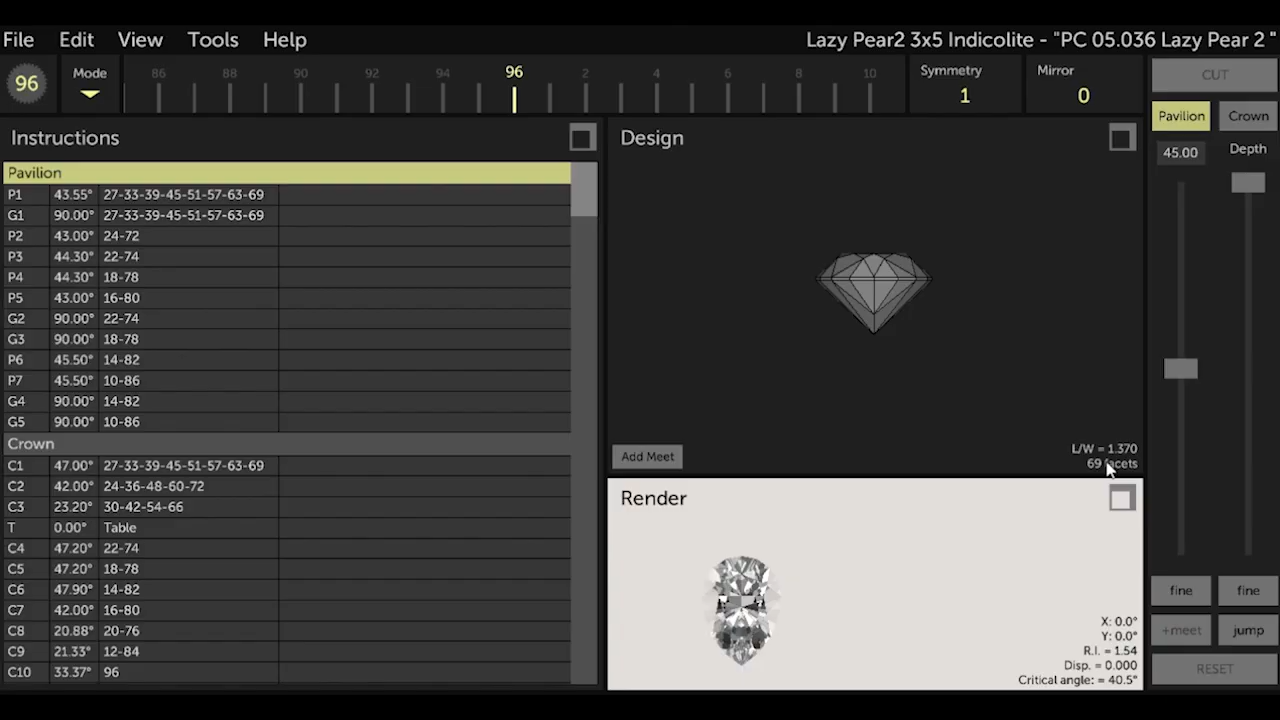 File Edit View Tools Help
Lazy Pear2 3x5 Indicolite - "PC 05.036 Lazy Pear 2 "
96
Mode
86 88 90 92 94 96 2 4 6 8 10
Symmetry
1
Mirror
0
CUT
Instructions
Pavilion
P1 43.55° 27-33-39-45-51-57-63-69
G1 90.00° 27-33-39-45-51-57-63-69
P2 43.00° 24-72
P3 44.30° 22-74
P4 44.30° 18-78
P5 43.00° 16-80
G2 90.00° 22-74
G3 90.00° 18-78
P6 45.50° 14-82
P7 45.50° 10-86
G4 90.00° 14-82
G5 90.00° 10-86
Crown
C1 47.00° 27-33-39-45-51-57-63-69
C2 42.00° 24-36-48-60-72
C3 23.20° 30-42-54-66
T 0.00° Table
C4 47.20° 22-74
C5 47.20° 18-78
C6 47.90° 14-82
C7 42.00° 16-80
C8 20.88° 20-76
C9 21.33° 12-84
C10 33.37° 96
Design
Add Meet
L/W = 1.370
69 facets
Render
X: 0.0°
Y: 0.0°
R.I. = 1.54
Disp. = 0.000
Critical angle: = 40.5°
Pavilion Crown
45.00 Depth
fine fine
+meet jump
RESET